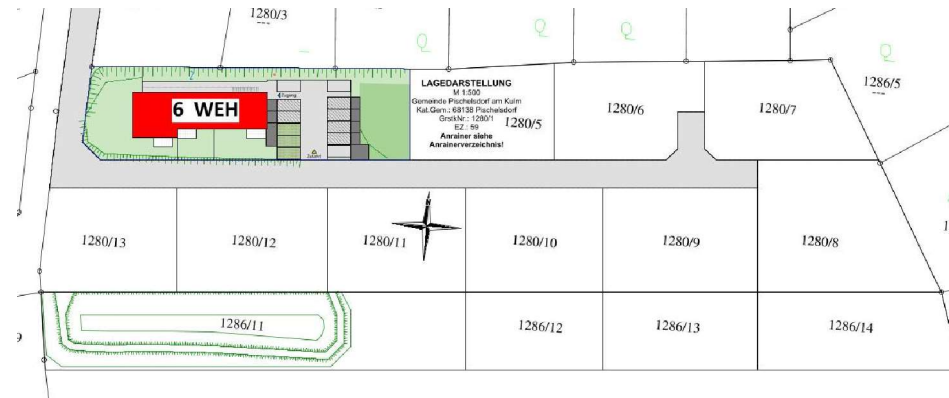 1280/3
Q
Q
Q
Q
1286/5
LAGEDARSTELLUNG
M 1:500
Gemeinde Pischelsdorf am Kulm
Kat.Gem.: 68138 Pischelsdorf
GrstkNr.: 1280/1
EZ.: 59
Anrainer siehe
Anrainerverzeichnis!
6 WEH
Zugang
Zufahrt
1280/5
1280/6
1280/7
1280/13
1280/12
1280/11
1280/10
1280/9
1280/8
1286/11
1286/12
1286/13
1286/14